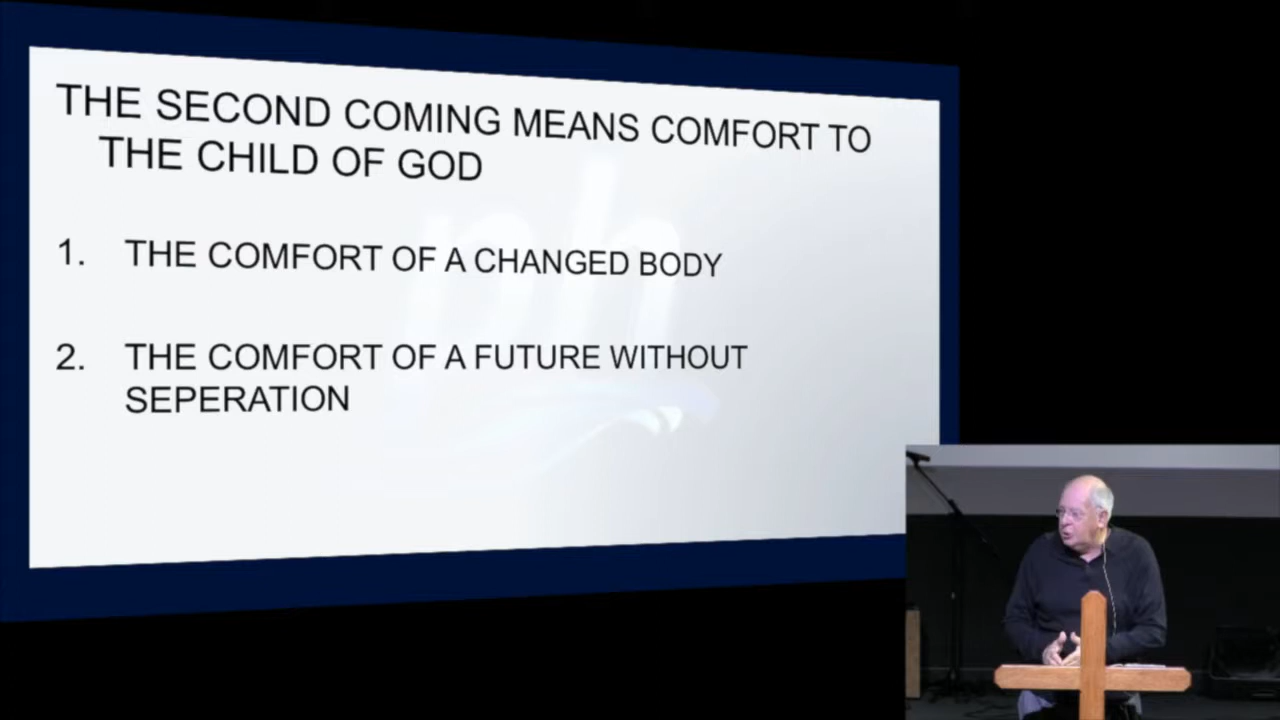 THE SECOND COMING MEANS COMFORT TO
THE CHILD OF GOD
1. THE COMFORT OF A CHANGED BODY
2. THE COMFORT OF A FUTURE WITHOUT
SEPERATION
ph